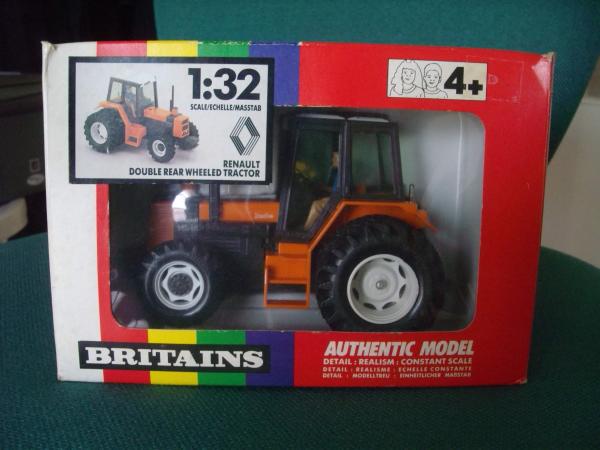 1:32
SCALE/ECHELLE/MASSTAB
RENAULT
DOUBLE REAR WHEELED TRACTOR
4+
BRITAINS
AUTHENTIC MODEL
DETAIL : REALISM : CONSTANT SCALE
DETAIL : REALISME : ECHELLE CONSTANTE
DETAIL : MODELLTREU : EINHEITLICHER MAßSTAB